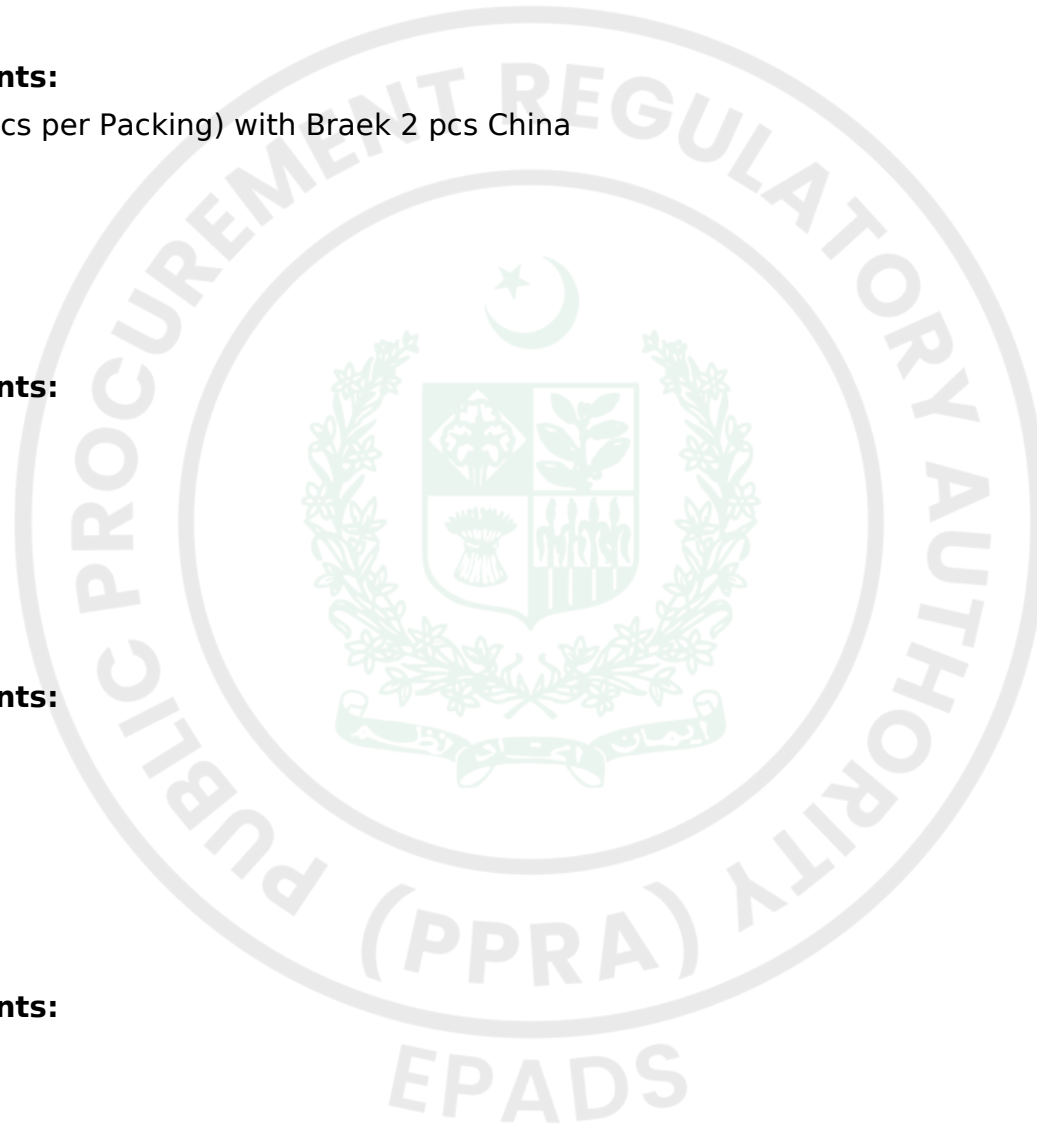 nts:
cs per Packing) with Braek 2 pcs China
nts:
nts:
nts:
PUBLIC PROCUREMENT REGULATORY AUTHORITY
(PPRA)
EPADS